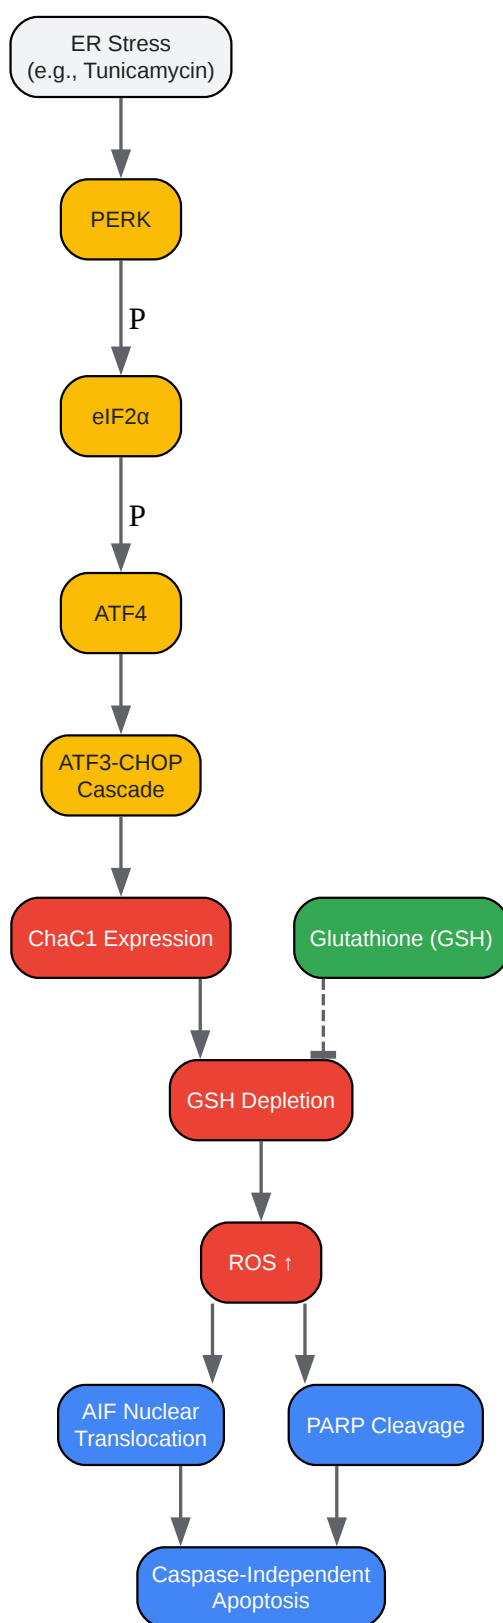 ER Stress
(e.g., Tunicamycin)
PERK
P
eIF2α
P
ATF4
ATF3-CHOP
Cascade
ChaC1 Expression
Glutathione (GSH)
GSH Depletion
ROS ↑
AIF Nuclear
Translocation
PARP Cleavage
Caspase-Independent
Apoptosis